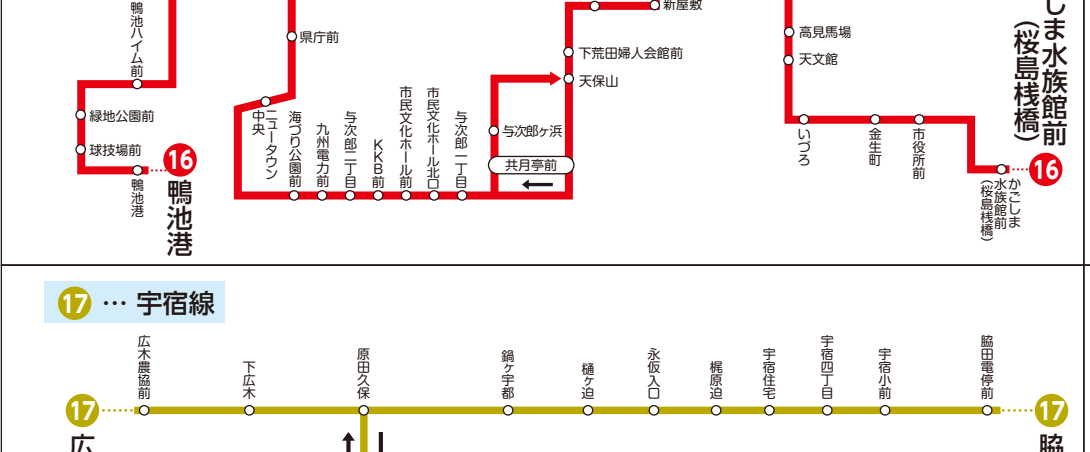 鴨池ハイム前
緑地公園前
球技場前
鴨池港
16
鴨池港
県庁前
ニュータウン
中央
海づり公園前
九州電力前
与次郎二丁目
KKB前
市民文化ホール前
市民文化ホール北口
与次郎一丁目
新屋敷
下荒田婦人会館前
天保山
与次郎ヶ浜
共月亭前
高見馬場
天文館
いづろ
金生町
市役所前
かごしま
水族館前
(桜島桟橋)
16
しま水族館前
(桜島桟橋)
17 … 宇宿線
17
広
広木農協前
下広木
原田久保
鍋ヶ宇都
樋ヶ迫
永仮入口
梶原迫
宇宿住宅
宇宿四丁目
宇宿小前
脇田電停前
17
脇